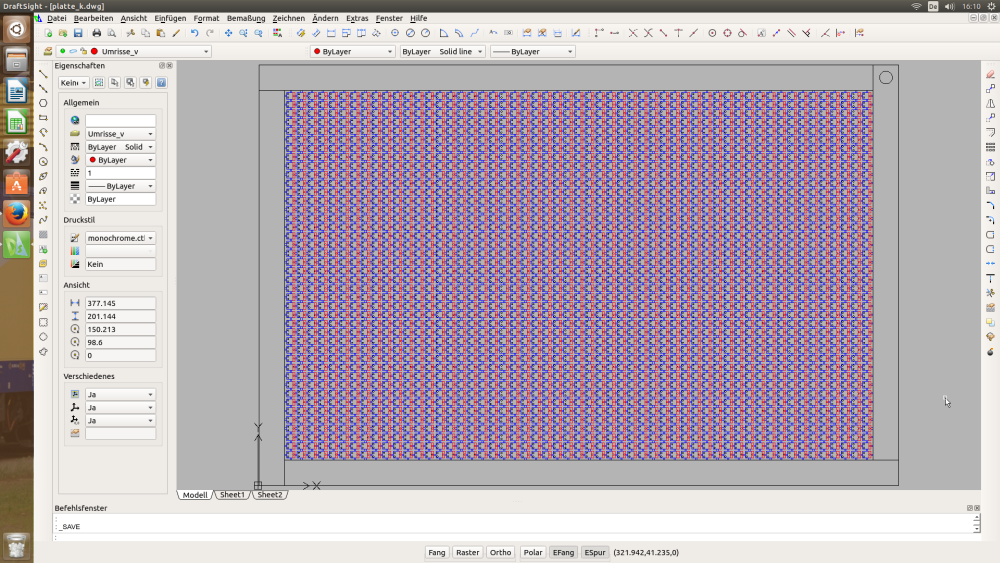 DraftSight - [platte_k.dwg]
De
16:10
Datei Bearbeiten Ansicht Einfügen Format Bemaßung Zeichnen Ändern Extras Fenster Hilfe
Umrisse_v
ByLayer
ByLayer Solid line
ByLayer
Eigenschaften
Allgemein
Umrisse_v
ByLayer Solid
ByLayer
1
ByLayer
ByLayer
Druckstil
Kein
Ansicht
377.145
201.144
150.213
98.6
0
Verschiedenes
Ja
Ja
Ja
Y
X
Modell Sheet1 Sheet2
Befehlsfenster
:
: _SAVE
:
Fang Raster Ortho Polar EFang ESpur (321.942,41.235,0)